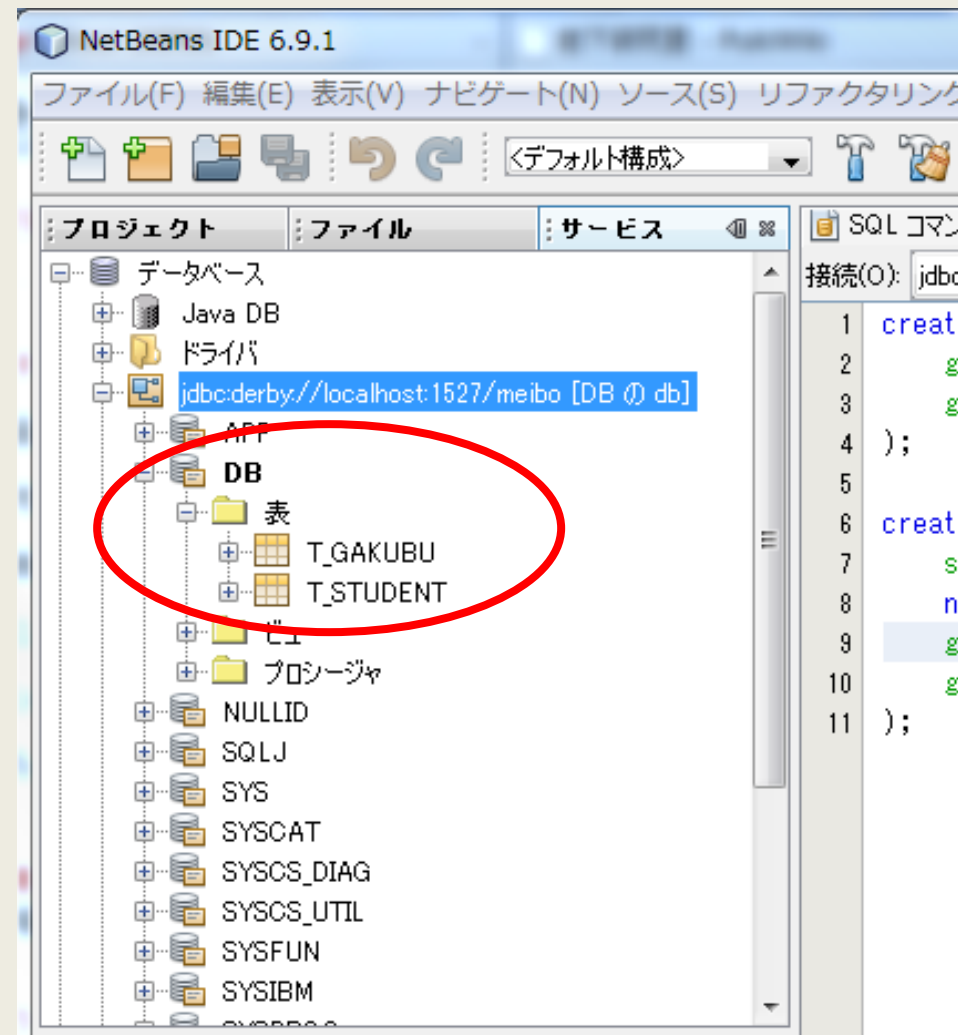 NetBeans IDE 6.9.1
ファイル(F) 編集(E) 表示(V) ナビゲート(N) ソース(S) リファクタリング
<デフォルト構成>
プロジェクト ファイル サービス
SQL コマン
接続(O): jdbc
データベース
Java DB
ドライバ
jdbc:derby://localhost:1527/meibo [DB の db]
APP
DB
表
T_GAKUBU
T_STUDENT
ビュ
プロシージャ
NULLID
SQLJ
SYS
SYSCAT
SYSCS_DIAG
SYSCS_UTIL
SYSFUN
SYSIBM
1 creat
2 g
3 g
4 );
5
6 creat
7 s
8 n
9 g
10 g
11 );